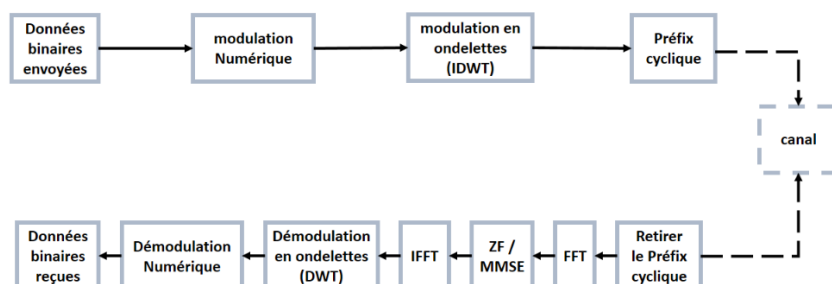 Données
binaires
envoyées
modulation
Numérique
modulation en
ondelettes
(IDWT)
Préfix
cyclique
canal
Données
binaires
reçues
Démodulation
Numérique
Démodulation
en ondelettes
(DWT)
IFFT
ZF /
MMSE
FFT
Retirer
le Préfix
cyclique